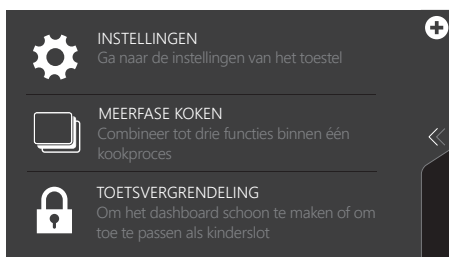 INSTELLINGEN
Ga naar de instellingen van het toestel
MEERFASE KOKEN
Combineer tot drie functies binnen één
kookproces
TOETSVERGRENDELING
Om het dashboard schoon te maken of om
toe te passen als kinderslot